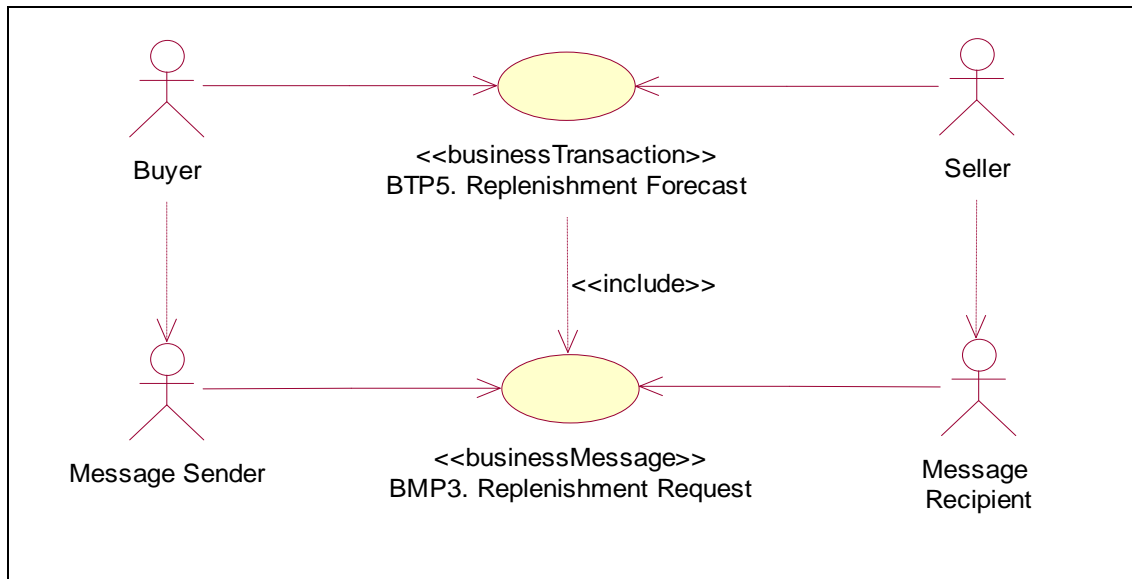 Buyer
<<businessTransaction>>
BTP5. Replenishment Forecast
Seller
<<include>>
Message Sender
<<businessMessage>>
BMP3. Replenishment Request
Message
Recipient